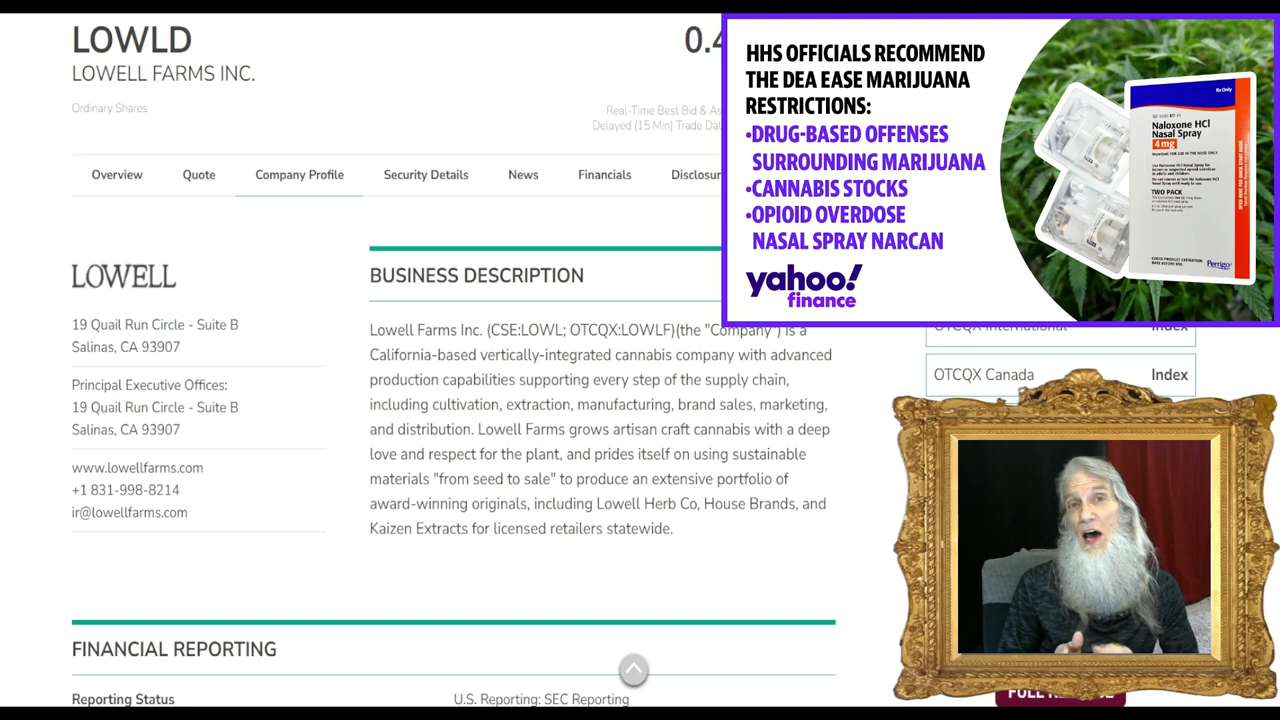 LOWLD
0.4
LOWELL FARMS INC.
Ordinary Shares
Real-Time Best Bid & As
Delayed (15 Min) Trade Dat
Overview
Quote
Company Profile
Security Details
News
Financials
Disclosur
HHS OFFICIALS RECOMMEND
THE DEA EASE MARIJUANA
RESTRICTIONS:
•DRUG-BASED OFFENSES
SURROUNDING MARIJUANA
•CANNABIS STOCKS
•OPIOID OVERDOSE
NASAL SPRAY NARCAN
yahoo!
finance
Rx Only
Naloxone HCl
Nasal Spray
4mg
TWO PACK
Perrigo
LOWELL
19 Quail Run Circle - Suite B
Salinas, CA 93907
Principal Executive Offices:
19 Quail Run Circle - Suite B
Salinas, CA 93907
www.lowellfarms.com
+1 831-998-8214
ir@lowellfarms.com
BUSINESS DESCRIPTION
Lowell Farms Inc. (CSE:LOWL; OTCQX:LOWLF)(the "Company") is a
California-based vertically-integrated cannabis company with advanced
production capabilities supporting every step of the supply chain,
including cultivation, extraction, manufacturing, brand sales, marketing,
and distribution. Lowell Farms grows artisan craft cannabis with a deep
love and respect for the plant, and prides itself on using sustainable
materials "from seed to sale" to produce an extensive portfolio of
award-winning originals, including Lowell Herb Co, House Brands, and
Kaizen Extracts for licensed retailers statewide.
OTCQX International
Index
OTCQX Canada
Index
FINANCIAL REPORTING
Reporting Status
U.S. Reporting: SEC Reporting
FULL